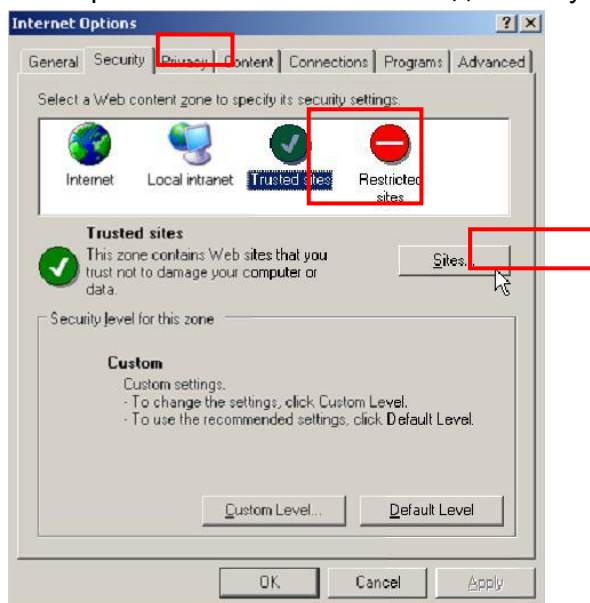 Internet Options
General Security Privacy Content Connections Programs Advanced
Select a Web content zone to specify its security settings.
Internet Local intranet Trusted sites Restricted
sites
Trusted sites
This zone contains Web sites that you
trust not to damage your computer or
data.
Sites...
Security level for this zone
Custom
Custom settings.
- To change the settings, click Custom Level.
- To use the recommended settings, click Default Level.
Custom Level... Default Level
OK Cancel Apply